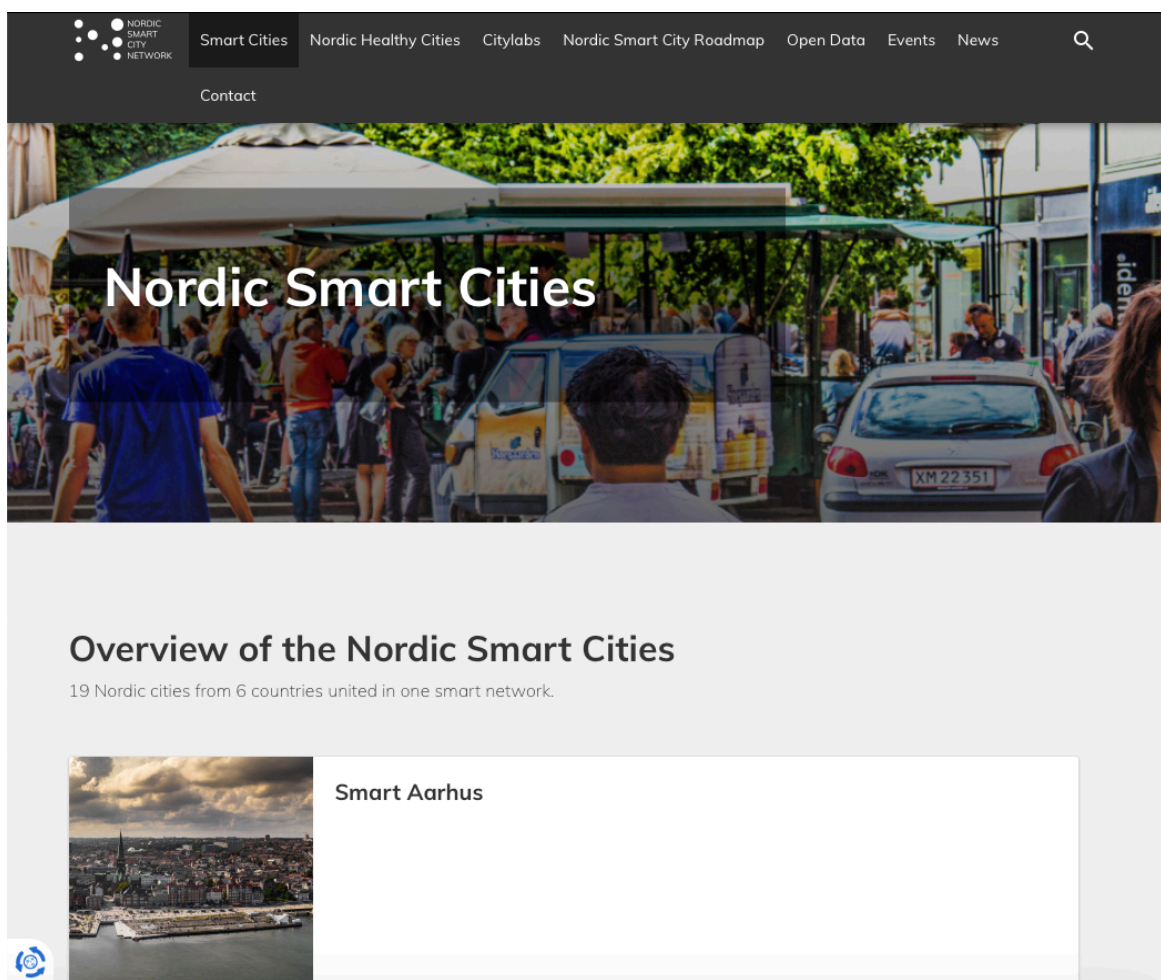 NORDIC
SMART
CITY
NETWORK
Smart Cities Nordic Healthy Cities Citylabs Nordic Smart City Roadmap Open Data Events News
Contact
Nordic Smart Cities
XM 22 351
Overview of the Nordic Smart Cities
19 Nordic cities from 6 countries united in one smart network.
Smart Aarhus